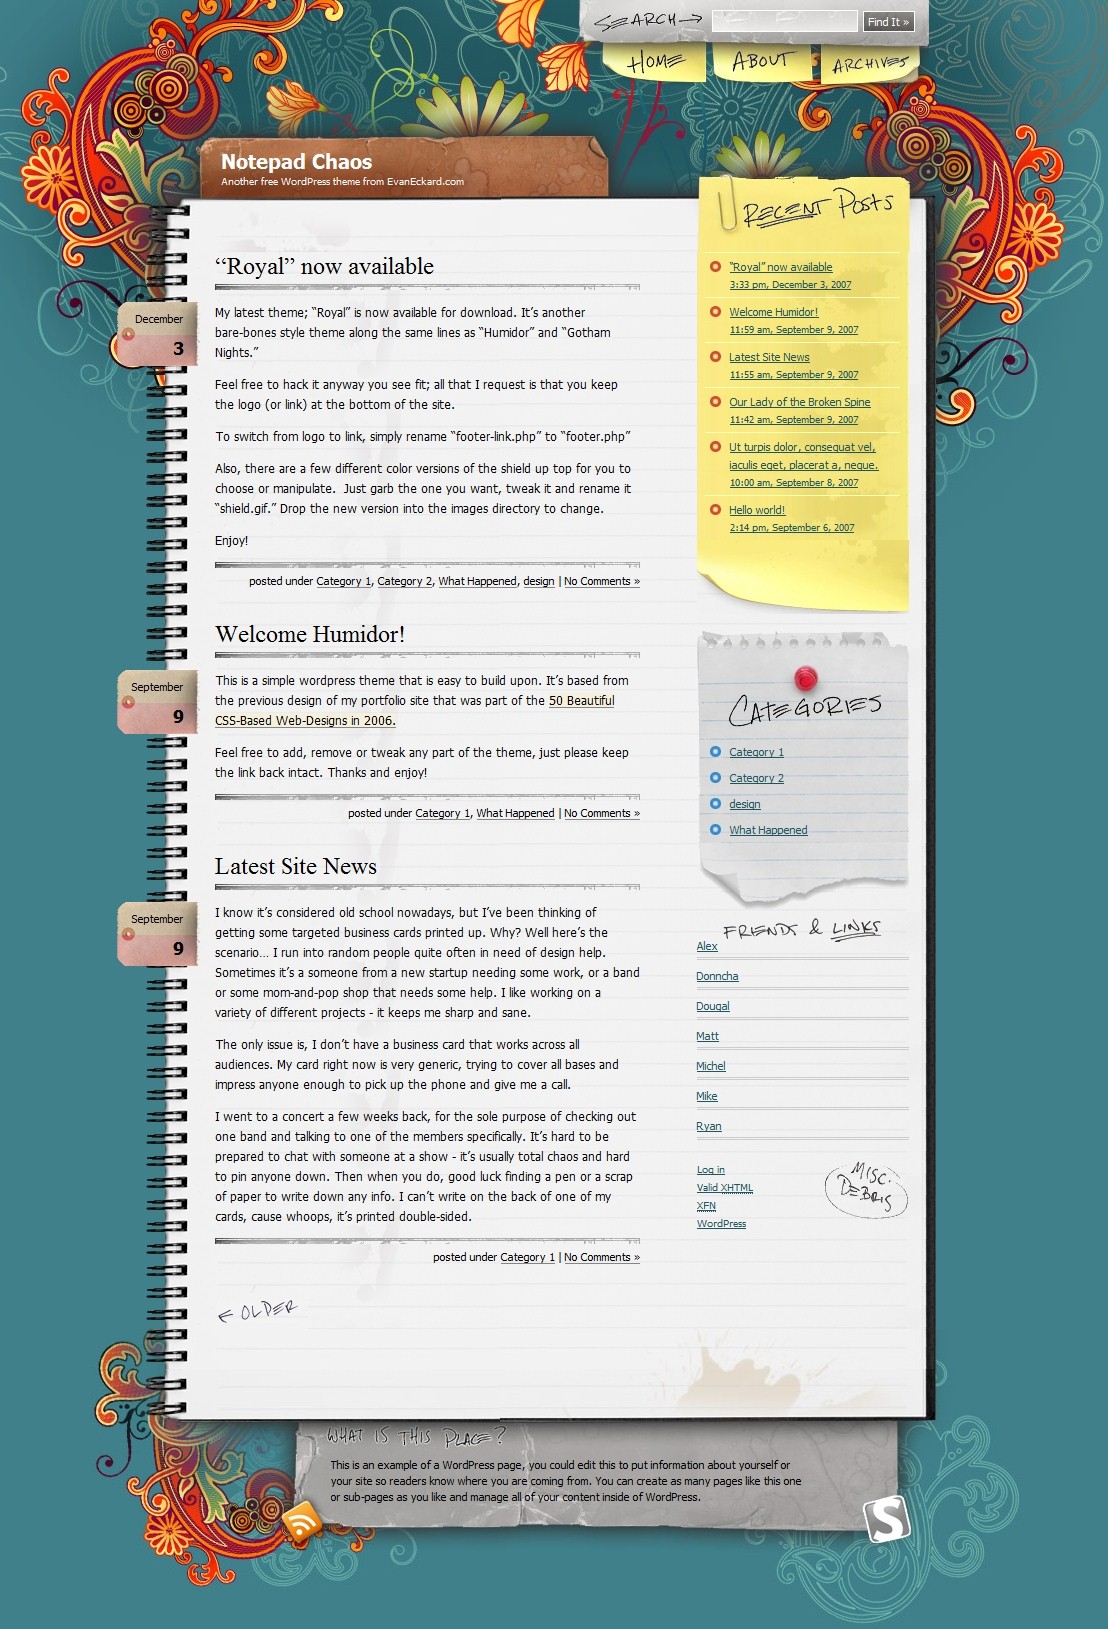 SEARCH→
Find It »
HOME
ABOUT
ARCHIVES
Notepad Chaos
Another free WordPress theme from EvanEckard.com
“Royal” now available
December
3
My latest theme; “Royal” is now available for download. It’s another
bare-bones style theme along the same lines as “Humidor” and “Gotham
Nights.”
Feel free to hack it anyway you see fit; all that I request is that you keep
the logo (or link) at the bottom of the site.
To switch from logo to link, simply rename “footer-link.php” to “footer.php”
Also, there are a few different color versions of the shield up top for you to
choose or manipulate.  Just garb the one you want, tweak it and rename it
“shield.gif.” Drop the new version into the images directory to change.
Enjoy!
posted under Category 1, Category 2, What Happened, design | No Comments »
Welcome Humidor!
September
9
This is a simple wordpress theme that is easy to build upon. It’s based from
the previous design of my portfolio site that was part of the 50 Beautiful
CSS-Based Web-Designs in 2006.
Feel free to add, remove or tweak any part of the theme, just please keep
the link back intact. Thanks and enjoy!
posted under Category 1, What Happened | No Comments »
Latest Site News
September
9
I know it’s considered old school nowadays, but I’ve been thinking of
getting some targeted business cards printed up. Why? Well here’s the
scenario… I run into random people quite often in need of design help.
Sometimes it’s a someone from a new startup needing some work, or a band
or some mom-and-pop shop that needs some help. I like working on a
variety of different projects - it keeps me sharp and sane.
The only issue is, I don’t have a business card that works across all
audiences. My card right now is very generic, trying to cover all bases and
impress anyone enough to pick up the phone and give me a call.
I went to a concert a few weeks back, for the sole purpose of checking out
one band and talking to one of the members specifically. It’s hard to be
prepared to chat with someone at a show - it’s usually total chaos and hard
to pin anyone down. Then when you do, good luck finding a pen or a scrap
of paper to write down any info. I can’t write on the back of one of my
cards, cause whoops, it’s printed double-sided.
posted under Category 1 | No Comments »
← OLDER
RECENT POSTS
“Royal” now available
3:33 pm, December 3, 2007
Welcome Humidor!
11:59 am, September 9, 2007
Latest Site News
11:55 am, September 9, 2007
Our Lady of the Broken Spine
11:42 am, September 9, 2007
Ut turpis dolor, consequat vel,
iaculis eget, placerat a, neque.
10:00 am, September 8, 2007
Hello world!
2:14 pm, September 6, 2007
CATEGORIES
Category 1
Category 2
design
What Happened
FRIENDS & LINKS
Alex
Donncha
Dougal
Matt
Michel
Mike
Ryan
MISC.
DEBRIS
Log in
Valid XHTML
XFN
WordPress
WHAT IS THIS PLACE?
This is an example of a WordPress page, you could edit this to put information about yourself or
your site so readers know where you are coming from. You can create as many pages like this one
or sub-pages as you like and manage all of your content inside of WordPress.
S